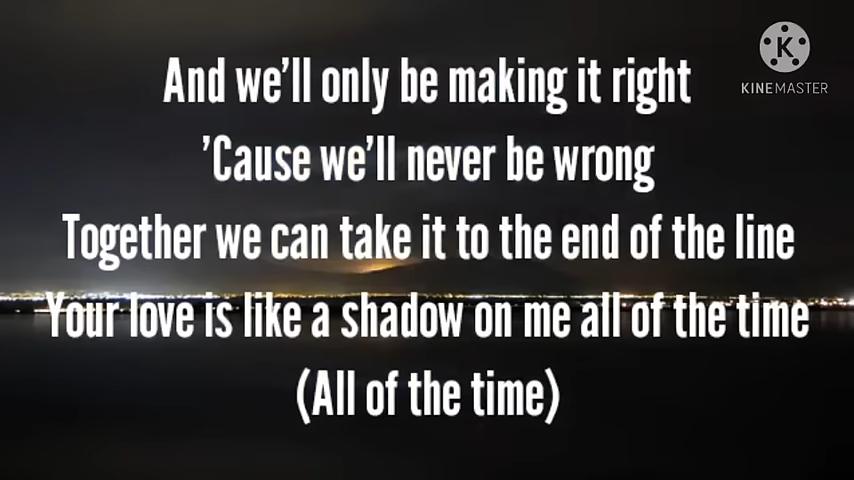 KINEMASTER
And we'll only be making it right
'Cause we'll never be wrong
Together we can take it to the end of the line
Your love is like a shadow on me all of the time
(All of the time)